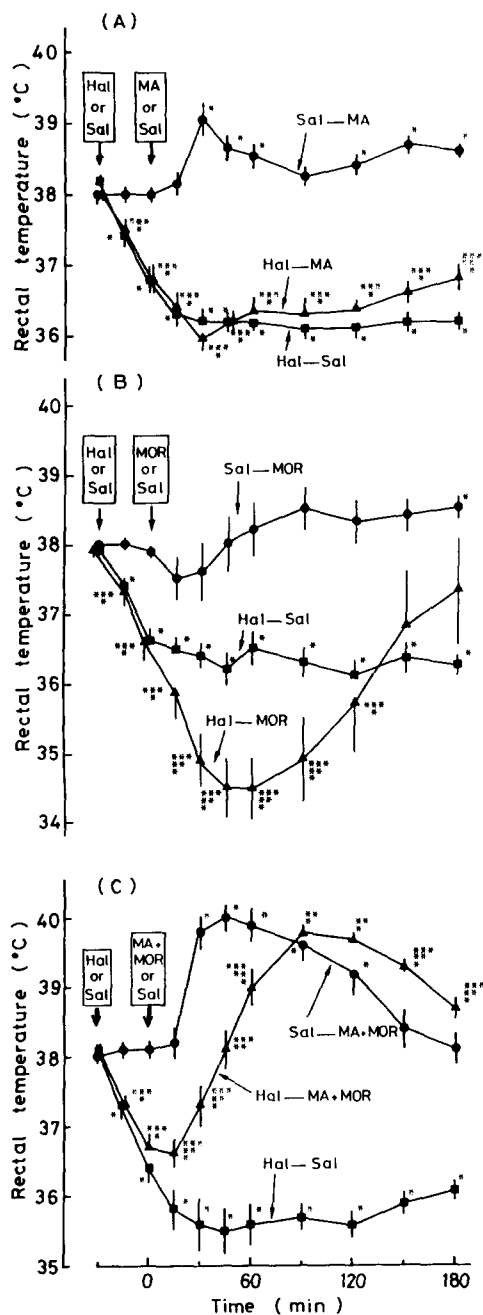 (A)
40
39
38
37
36
Rectal temperature (°C)
Hal
or
Sal
MA
or
Sal
Sal—MA
Hal—MA
Hal—Sal
(B)
40
39
38
37
36
35
34
Rectal temperature (°C)
Hal
or
Sal
MOR
or Sal
Sal—MOR
Hal—Sal
Hal—MOR
(C)
40
39
38
37
36
35
Rectal temperature (°C)
Hal
or
Sal
MA+
MOR
or Sal
Sal—MA+MOR
Hal—MA+MOR
Hal—Sal
0 60 120 180
Time (min)